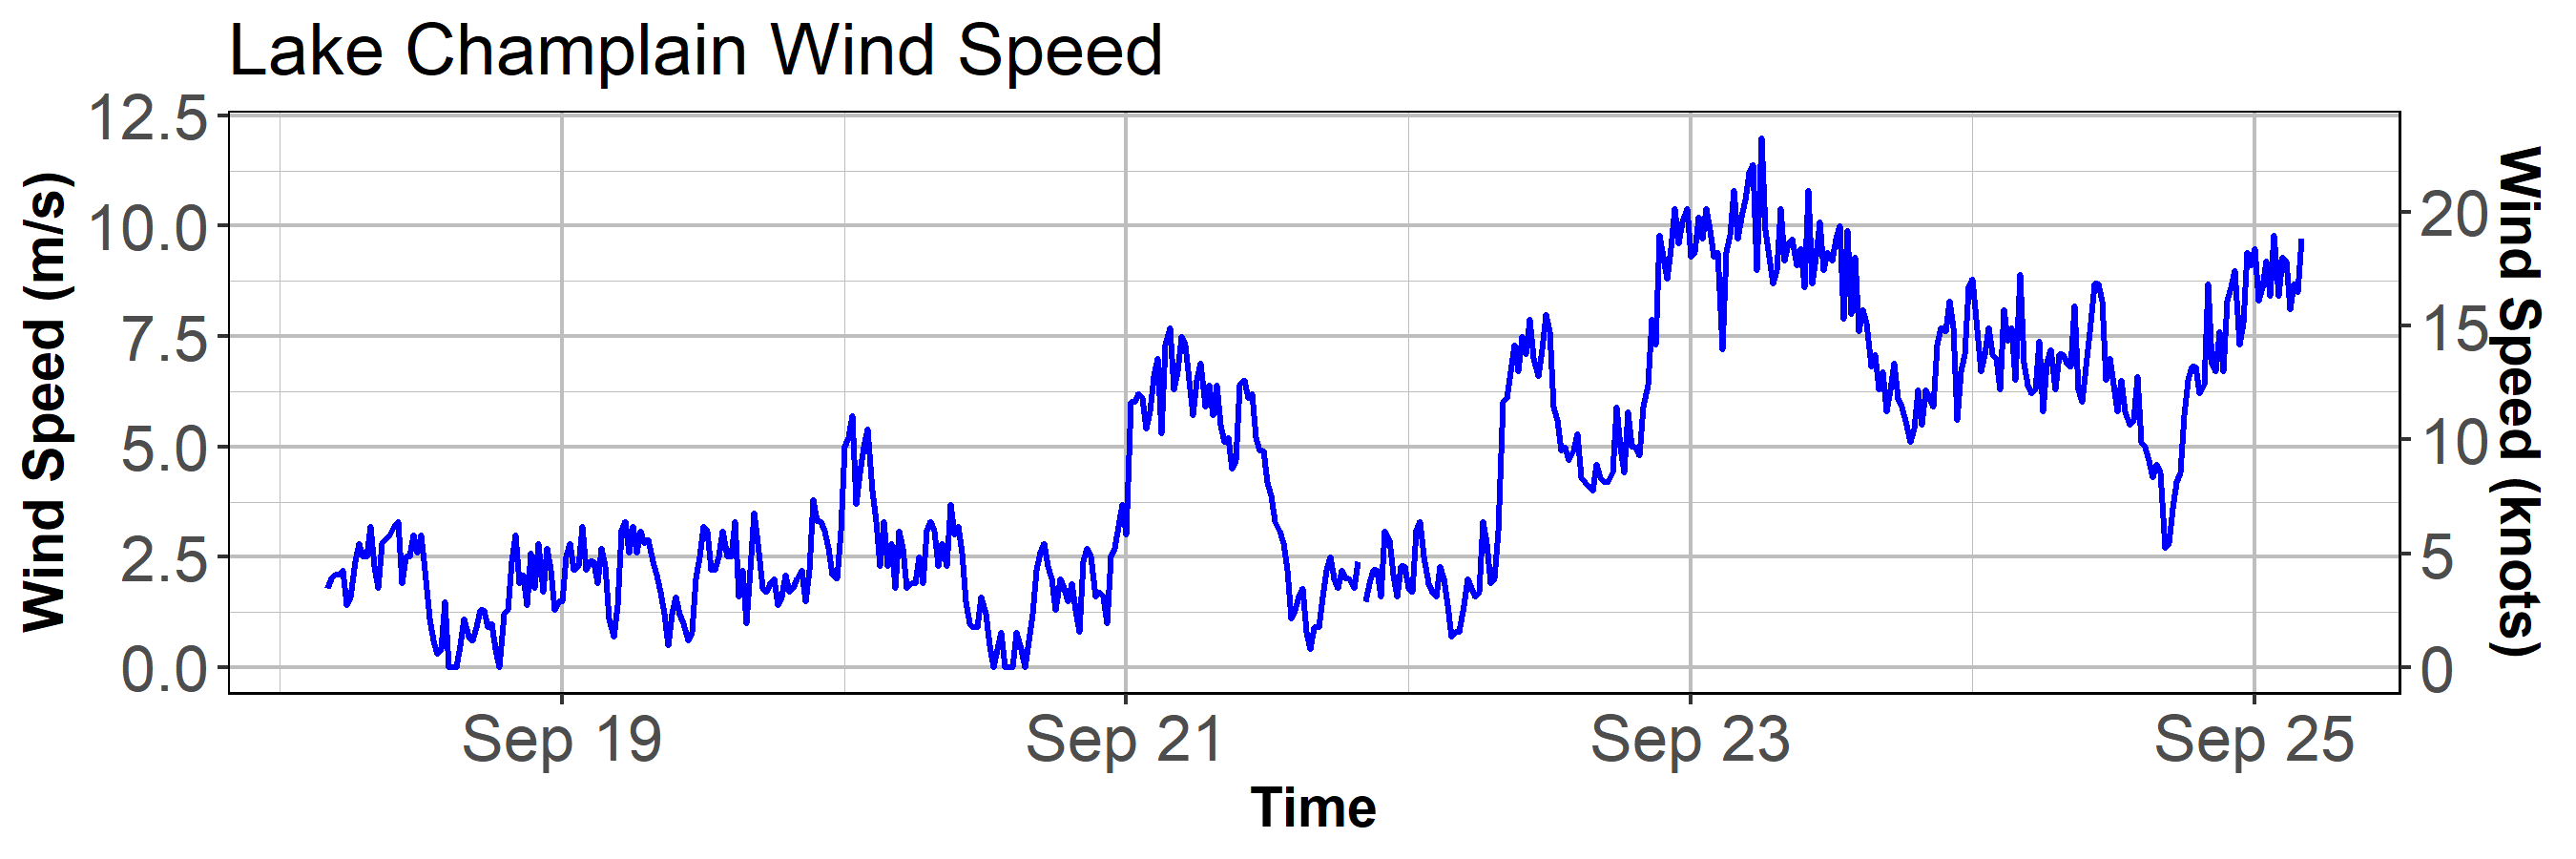 Lake Champlain Wind Speed
Wind Speed (m/s)
12.5
10.0
7.5
5.0
2.5
0.0
20
15
10
5
0
Wind Speed (knots)
Sep 19
Sep 21
Sep 23
Sep 25
Time